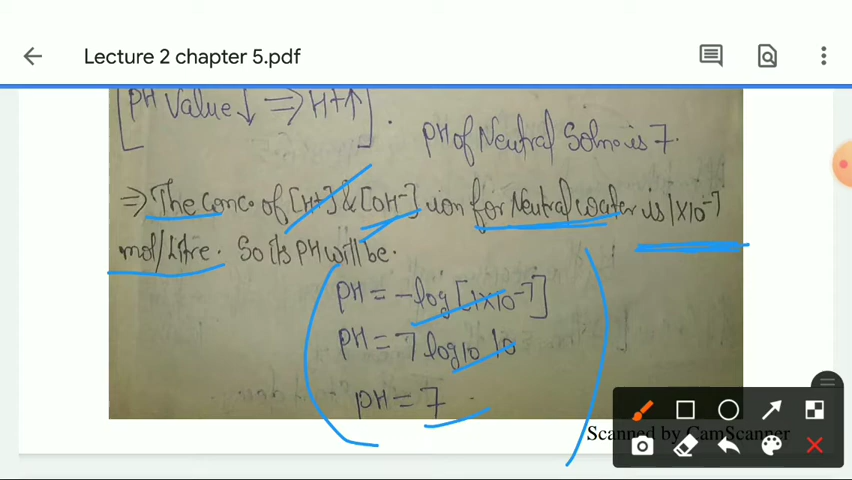 Lecture 2 chapter 5.pdf
[PH Value ↓ ⇒ H+↑].
PH of Neutral Solno is 7.
⇒ The conc. of [H+] & [OH-] ion for Neutral water is 1×10-7
mol/Litre. So its PH will be.
PH = -log [1×10-7]
PH = 7 log10 10
PH = 7
Scanned by CamScanner